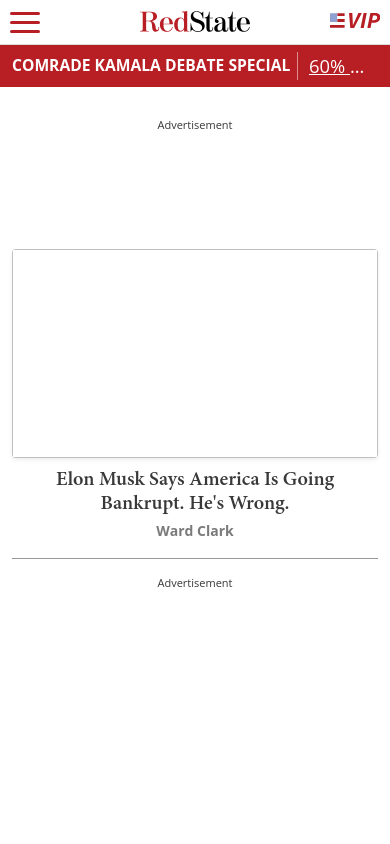 RedState
VIP
COMRADE KAMALA DEBATE SPECIAL
60% ...
Advertisement
Elon Musk Says America Is Going
Bankrupt. He's Wrong.
Ward Clark
Advertisement